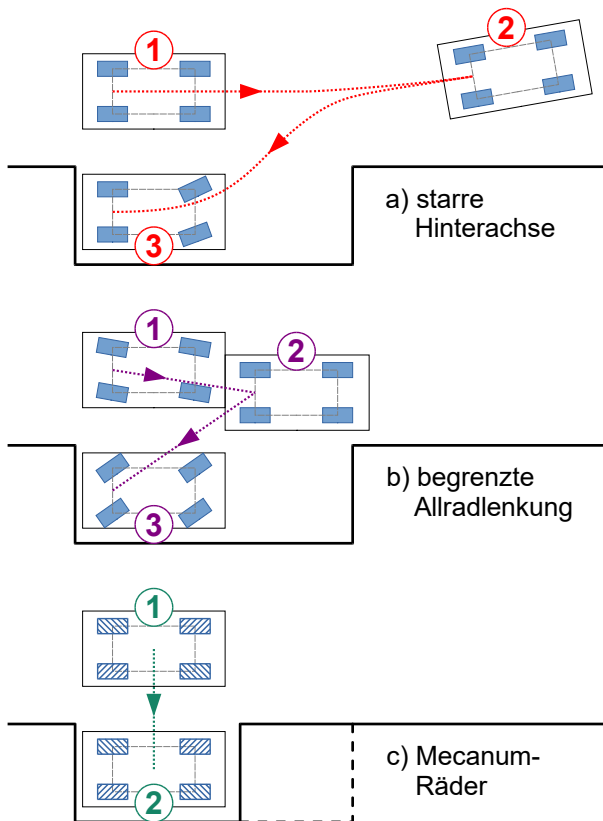 1
2
a) starre
Hinterachse
3
1
2
b) begrenzte
Allradlenkung
3
1
c) Mecanum-
Räder
2